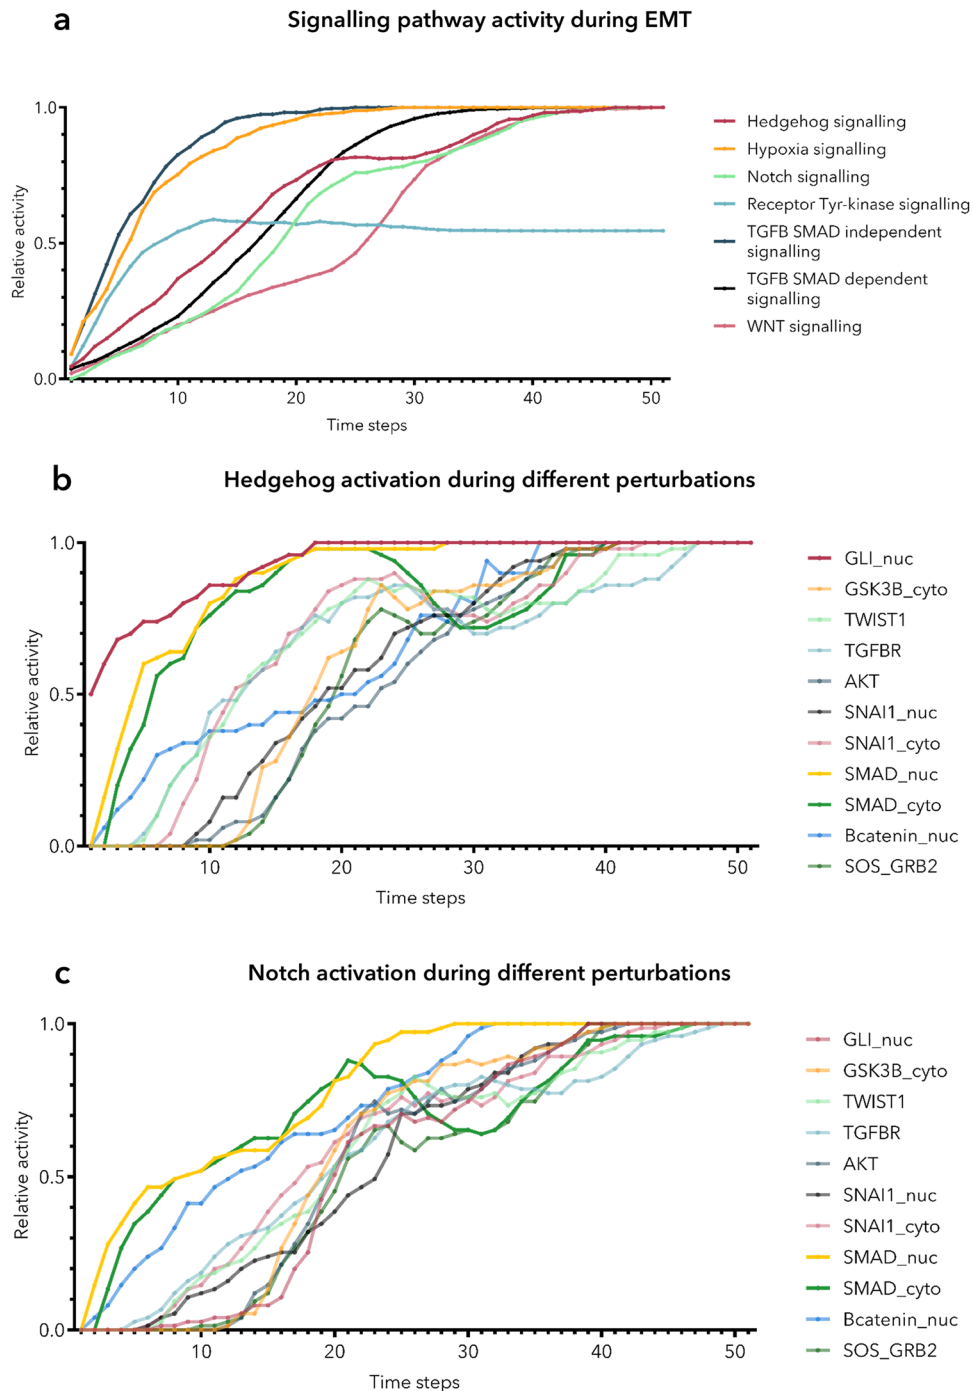 a
Signalling pathway activity during EMT
1.0
0.5
0.0
Relative activity
10
20
30
40
50
Time steps
Hedgehog signalling
Hypoxia signalling
Notch signalling
Receptor Tyr-kinase signalling
TGFB SMAD independent
signalling
TGFB SMAD dependent
signalling
WNT signalling
b
Hedgehog activation during different perturbations
1.0
0.5
0.0
Relative activity
10
20
30
40
50
Time steps
GLI_nuc
GSK3B_cyto
TWIST1
TGFBR
AKT
SNAI1_nuc
SNAI1_cyto
SMAD_nuc
SMAD_cyto
Bcatenin_nuc
SOS_GRB2
c
Notch activation during different perturbations
1.0
0.5
0.0
Relative activity
10
20
30
40
50
Time steps
GLI_nuc
GSK3B_cyto
TWIST1
TGFBR
AKT
SNAI1_nuc
SNAI1_cyto
SMAD_nuc
SMAD_cyto
Bcatenin_nuc
SOS_GRB2